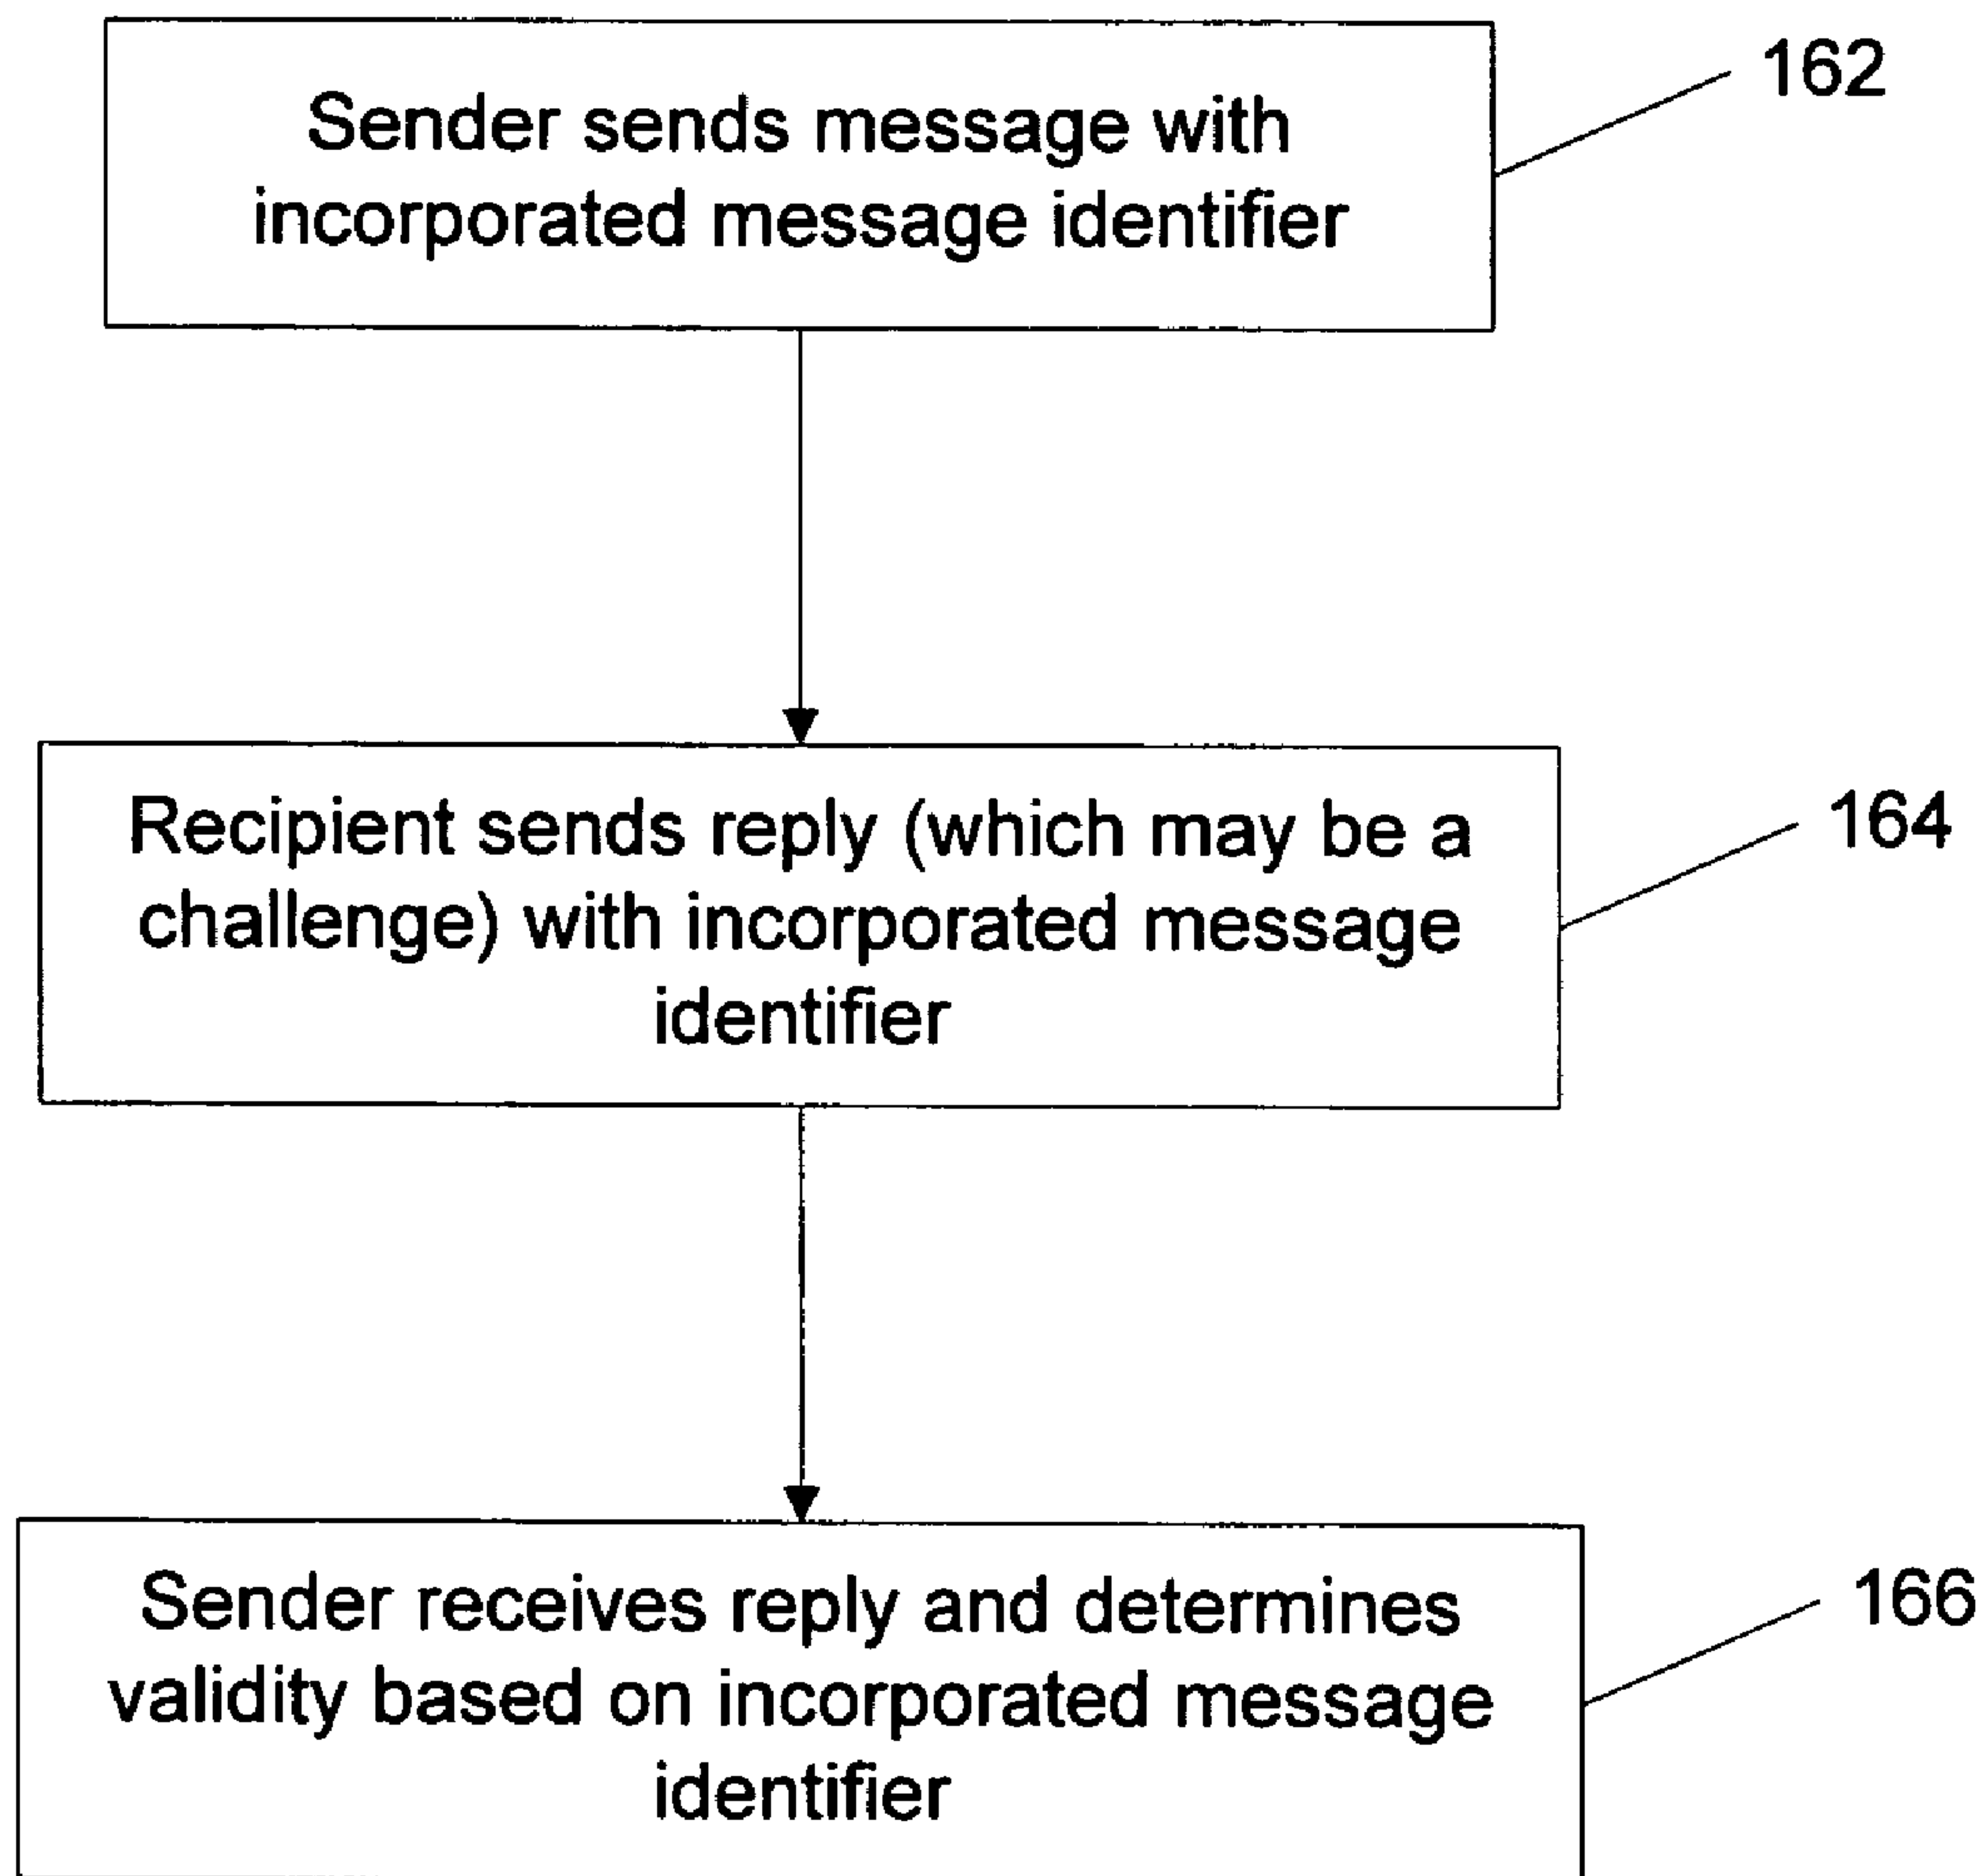 Sender sends message with
incorporated message identifier
162
Recipient sends reply (which may be a
challenge) with incorporated message
identifier
164
Sender receives reply and determines
validity based on incorporated message
identifier
166